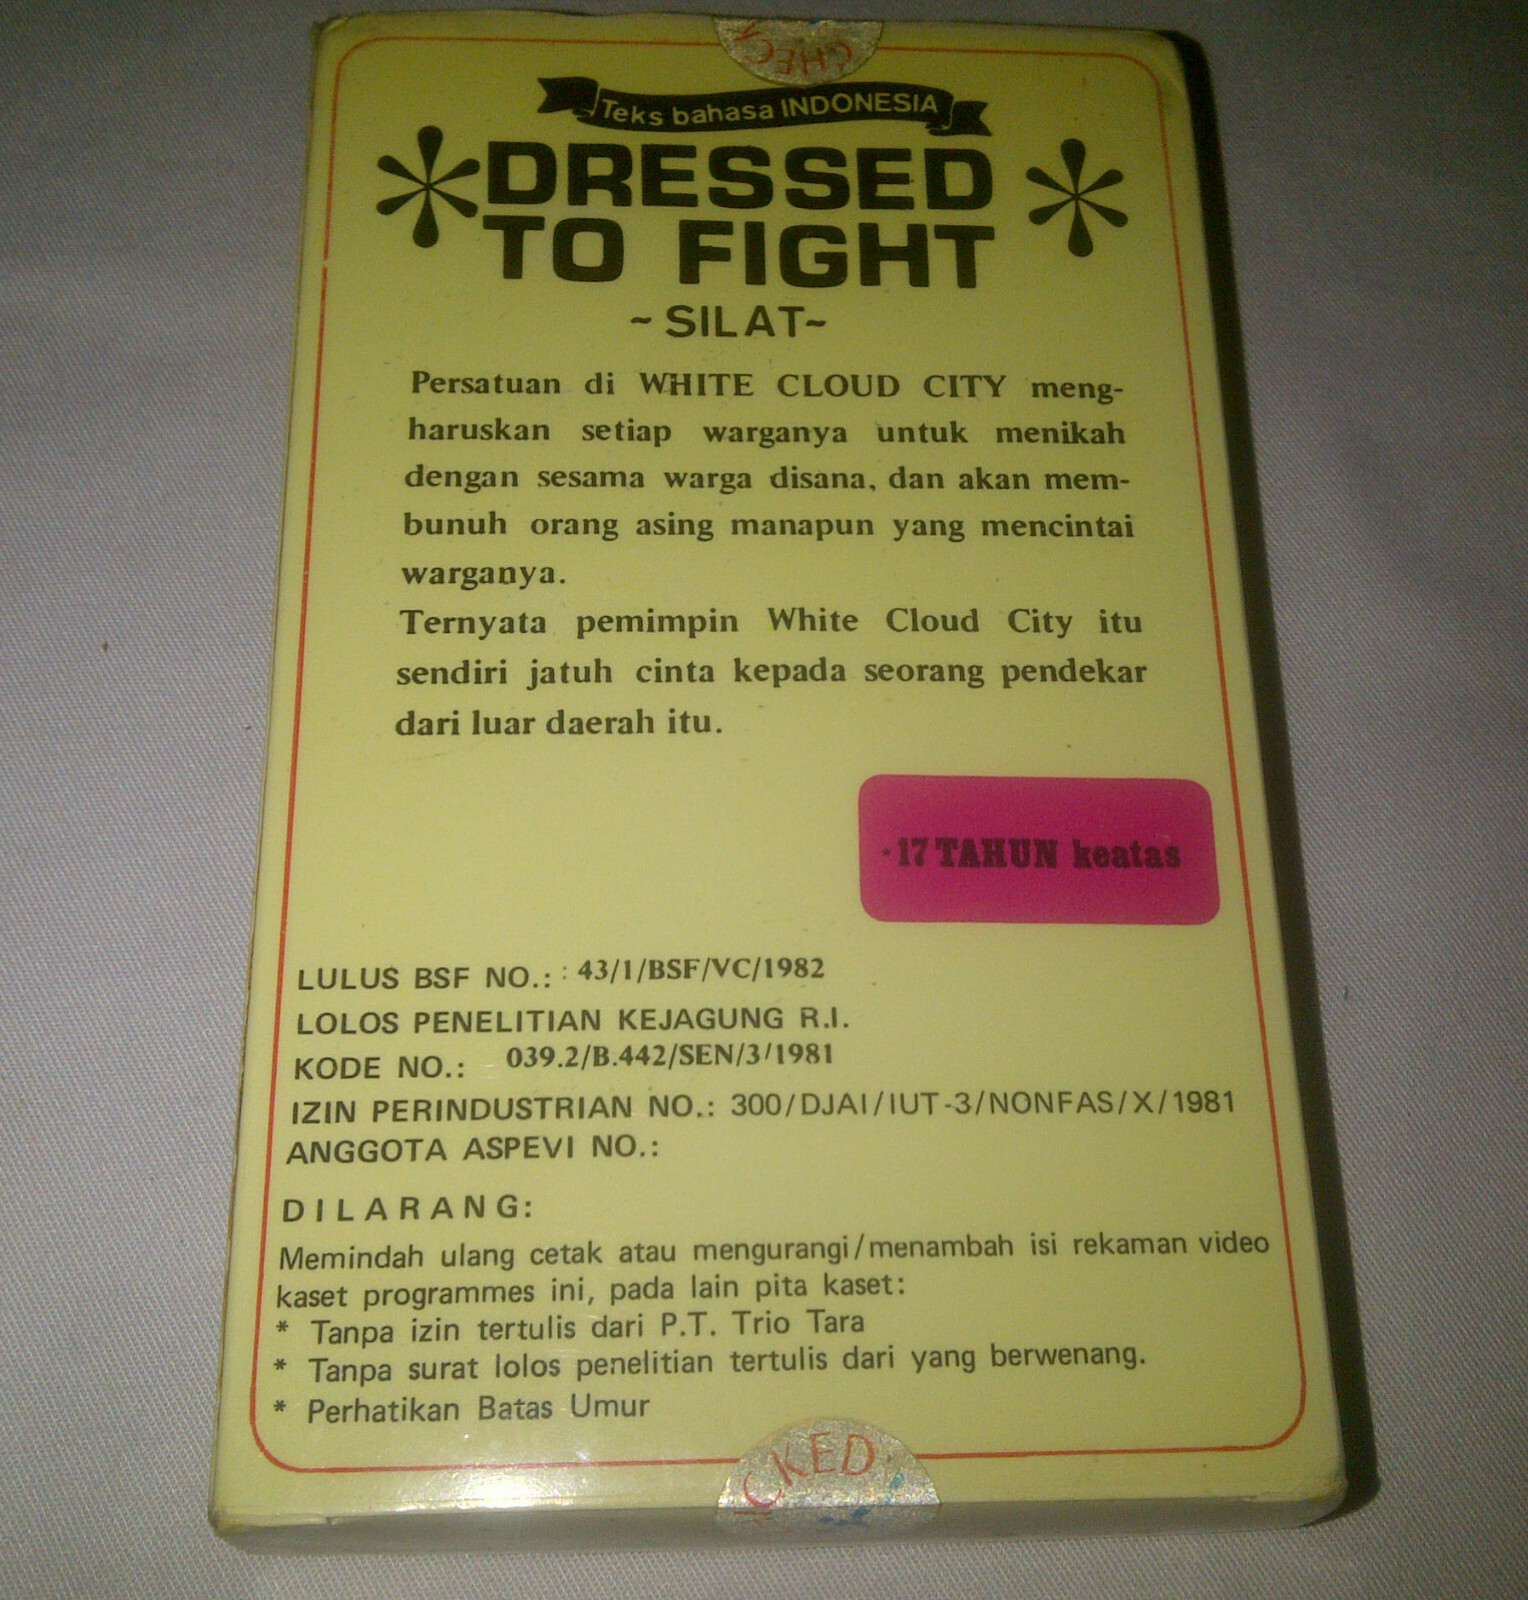 CHECK
Teks bahasa INDONESIA
DRESSED
TO FIGHT
~ SILAT ~
Persatuan di WHITE CLOUD CITY meng-
haruskan setiap warganya untuk menikah
dengan sesama warga disana, dan akan mem-
bunuh orang asing manapun yang mencintai
warganya.
Ternyata pemimpin White Cloud City itu
sendiri jatuh cinta kepada seorang pendekar
dari luar daerah itu.
17 TAHUN keatas
LULUS BSF NO.: : 43/1/BSF/VC/1982
LOLOS PENELITIAN KEJAGUNG R.I.
KODE NO.: 039.2/B.442/SEN/3/1981
IZIN PERINDUSTRIAN NO.: 300/DJAI/IUT-3/NONFAS/X/1981
ANGGOTA ASPEVI NO.:
DILARANG:
Memindah ulang cetak atau mengurangi/menambah isi rekaman video
kaset programmes ini, pada lain pita kaset:
* Tanpa izin tertulis dari P.T. Trio Tara
* Tanpa surat lolos penelitian tertulis dari yang berwenang.
* Perhatikan Batas Umur
CKED